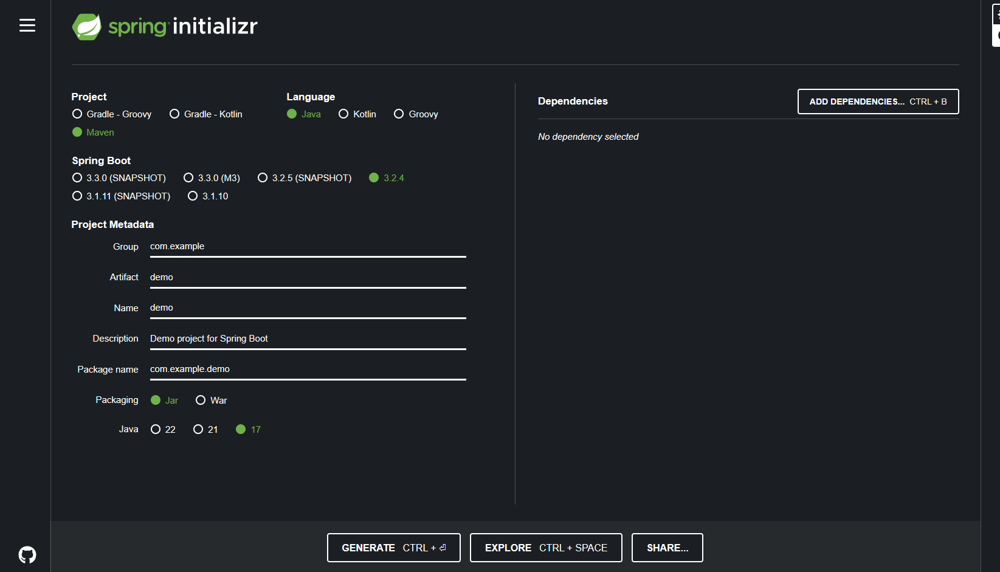 spring initializr
Project
Gradle - Groovy Gradle - Kotlin
Maven
Language
Java Kotlin Groovy
Spring Boot
3.3.0 (SNAPSHOT) 3.3.0 (M3) 3.2.5 (SNAPSHOT) 3.2.4
3.1.11 (SNAPSHOT) 3.1.10
Project Metadata
Group com.example
Artifact demo
Name demo
Description Demo project for Spring Boot
Package name com.example.demo
Packaging Jar War
Java 22 21 17
Dependencies ADD DEPENDENCIES... CTRL + B
No dependency selected
GENERATE CTRL + ⏎ EXPLORE CTRL + SPACE SHARE...